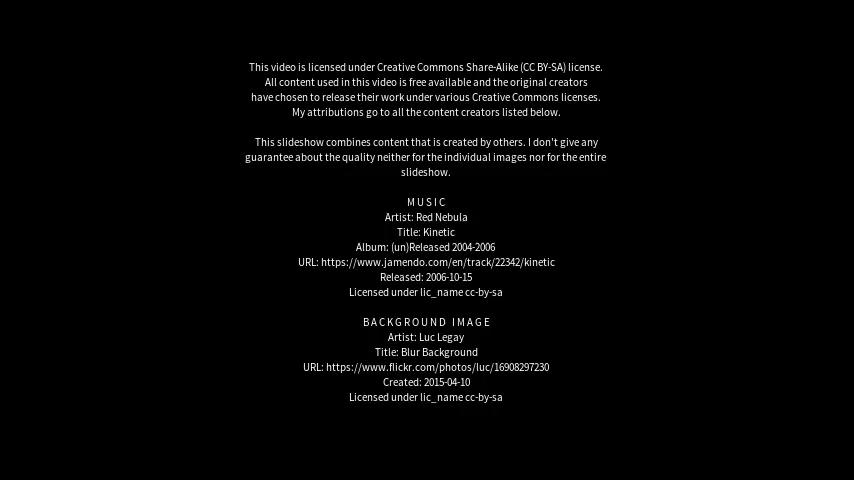 This video is licensed under Creative Commons Share-Alike (CC BY-SA) license.
All content used in this video is free available and the original creators
have chosen to release their work under various Creative Commons licenses.
My attributions go to all the content creators listed below.
This slideshow combines content that is created by others. I don't give any
guarantee about the quality neither for the individual images nor for the entire
slideshow.
MUSIC
Artist: Red Nebula
Title: Kinetic
Album: (un)Released 2004-2006
URL: https://www.jamendo.com/en/track/22342/kinetic
Released: 2006-10-15
Licensed under lic_name cc-by-sa
BACKGROUND IMAGE
Artist: Luc Legay
Title: Blur Background
URL: https://www.flickr.com/photos/luc/16908297230
Created: 2015-04-10
Licensed under lic_name cc-by-sa